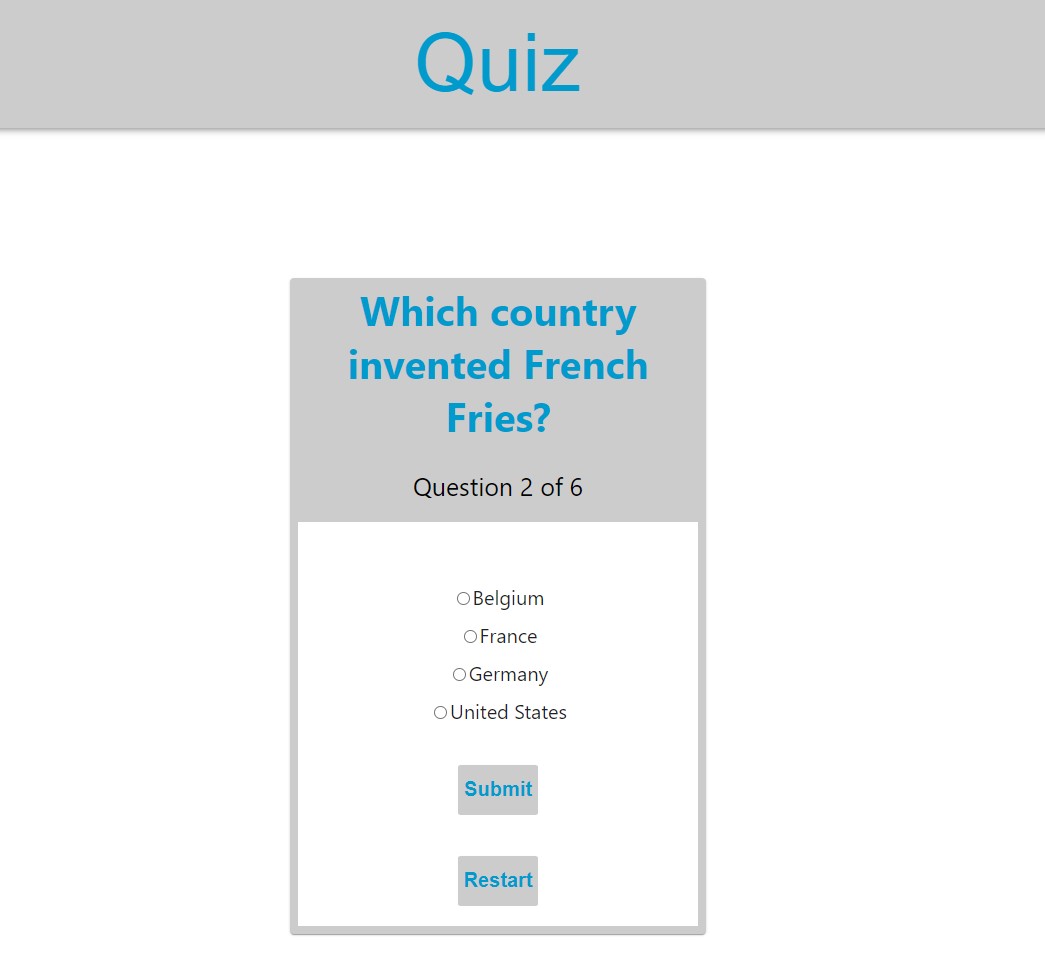 Quiz
Which country
invented French
Fries?
Question 2 of 6
Belgium
France
Germany
United States
Submit
Restart